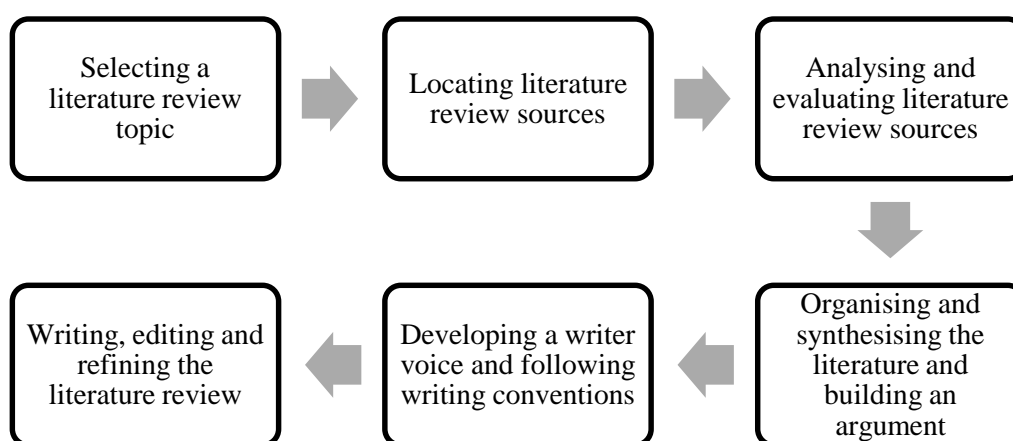 Selecting a
literature review
topic
Locating literature
review sources
Analysing and
evaluating literature
review sources
Organising and
synthesising the
literature and
building an
argument
Developing a writer
voice and following
writing conventions
Writing, editing and
refining the
literature review